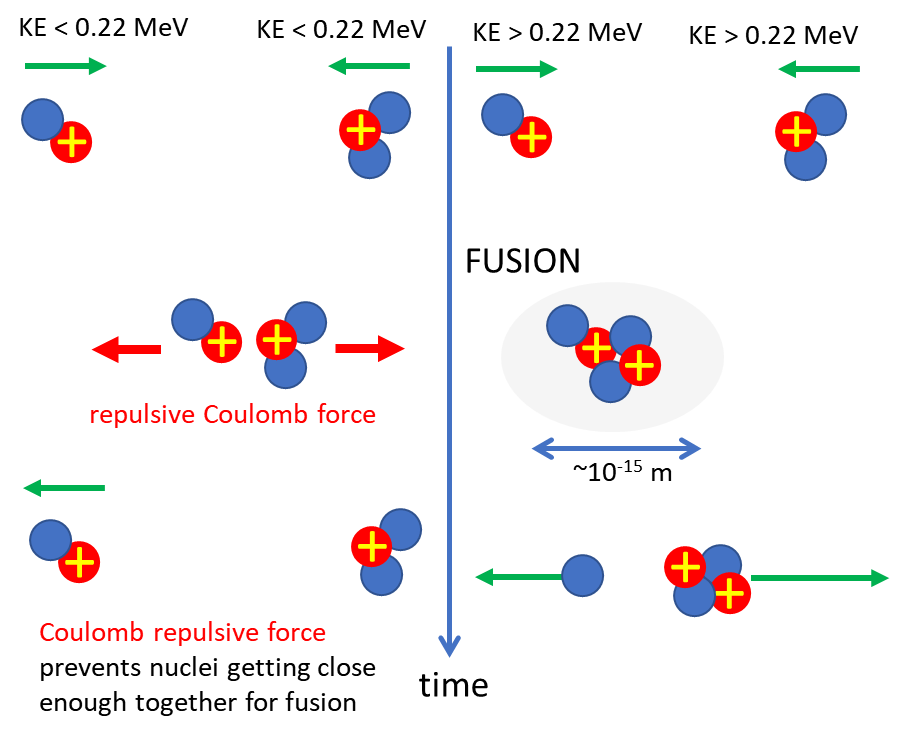 KE < 0.22 MeV
KE < 0.22 MeV
KE > 0.22 MeV
KE > 0.22 MeV
+
+
+
+
FUSION
+
+
+
+
repulsive Coulomb force
~10-15 m
+
+
+
+
Coulomb repulsive force
prevents nuclei getting close
enough together for fusion
time